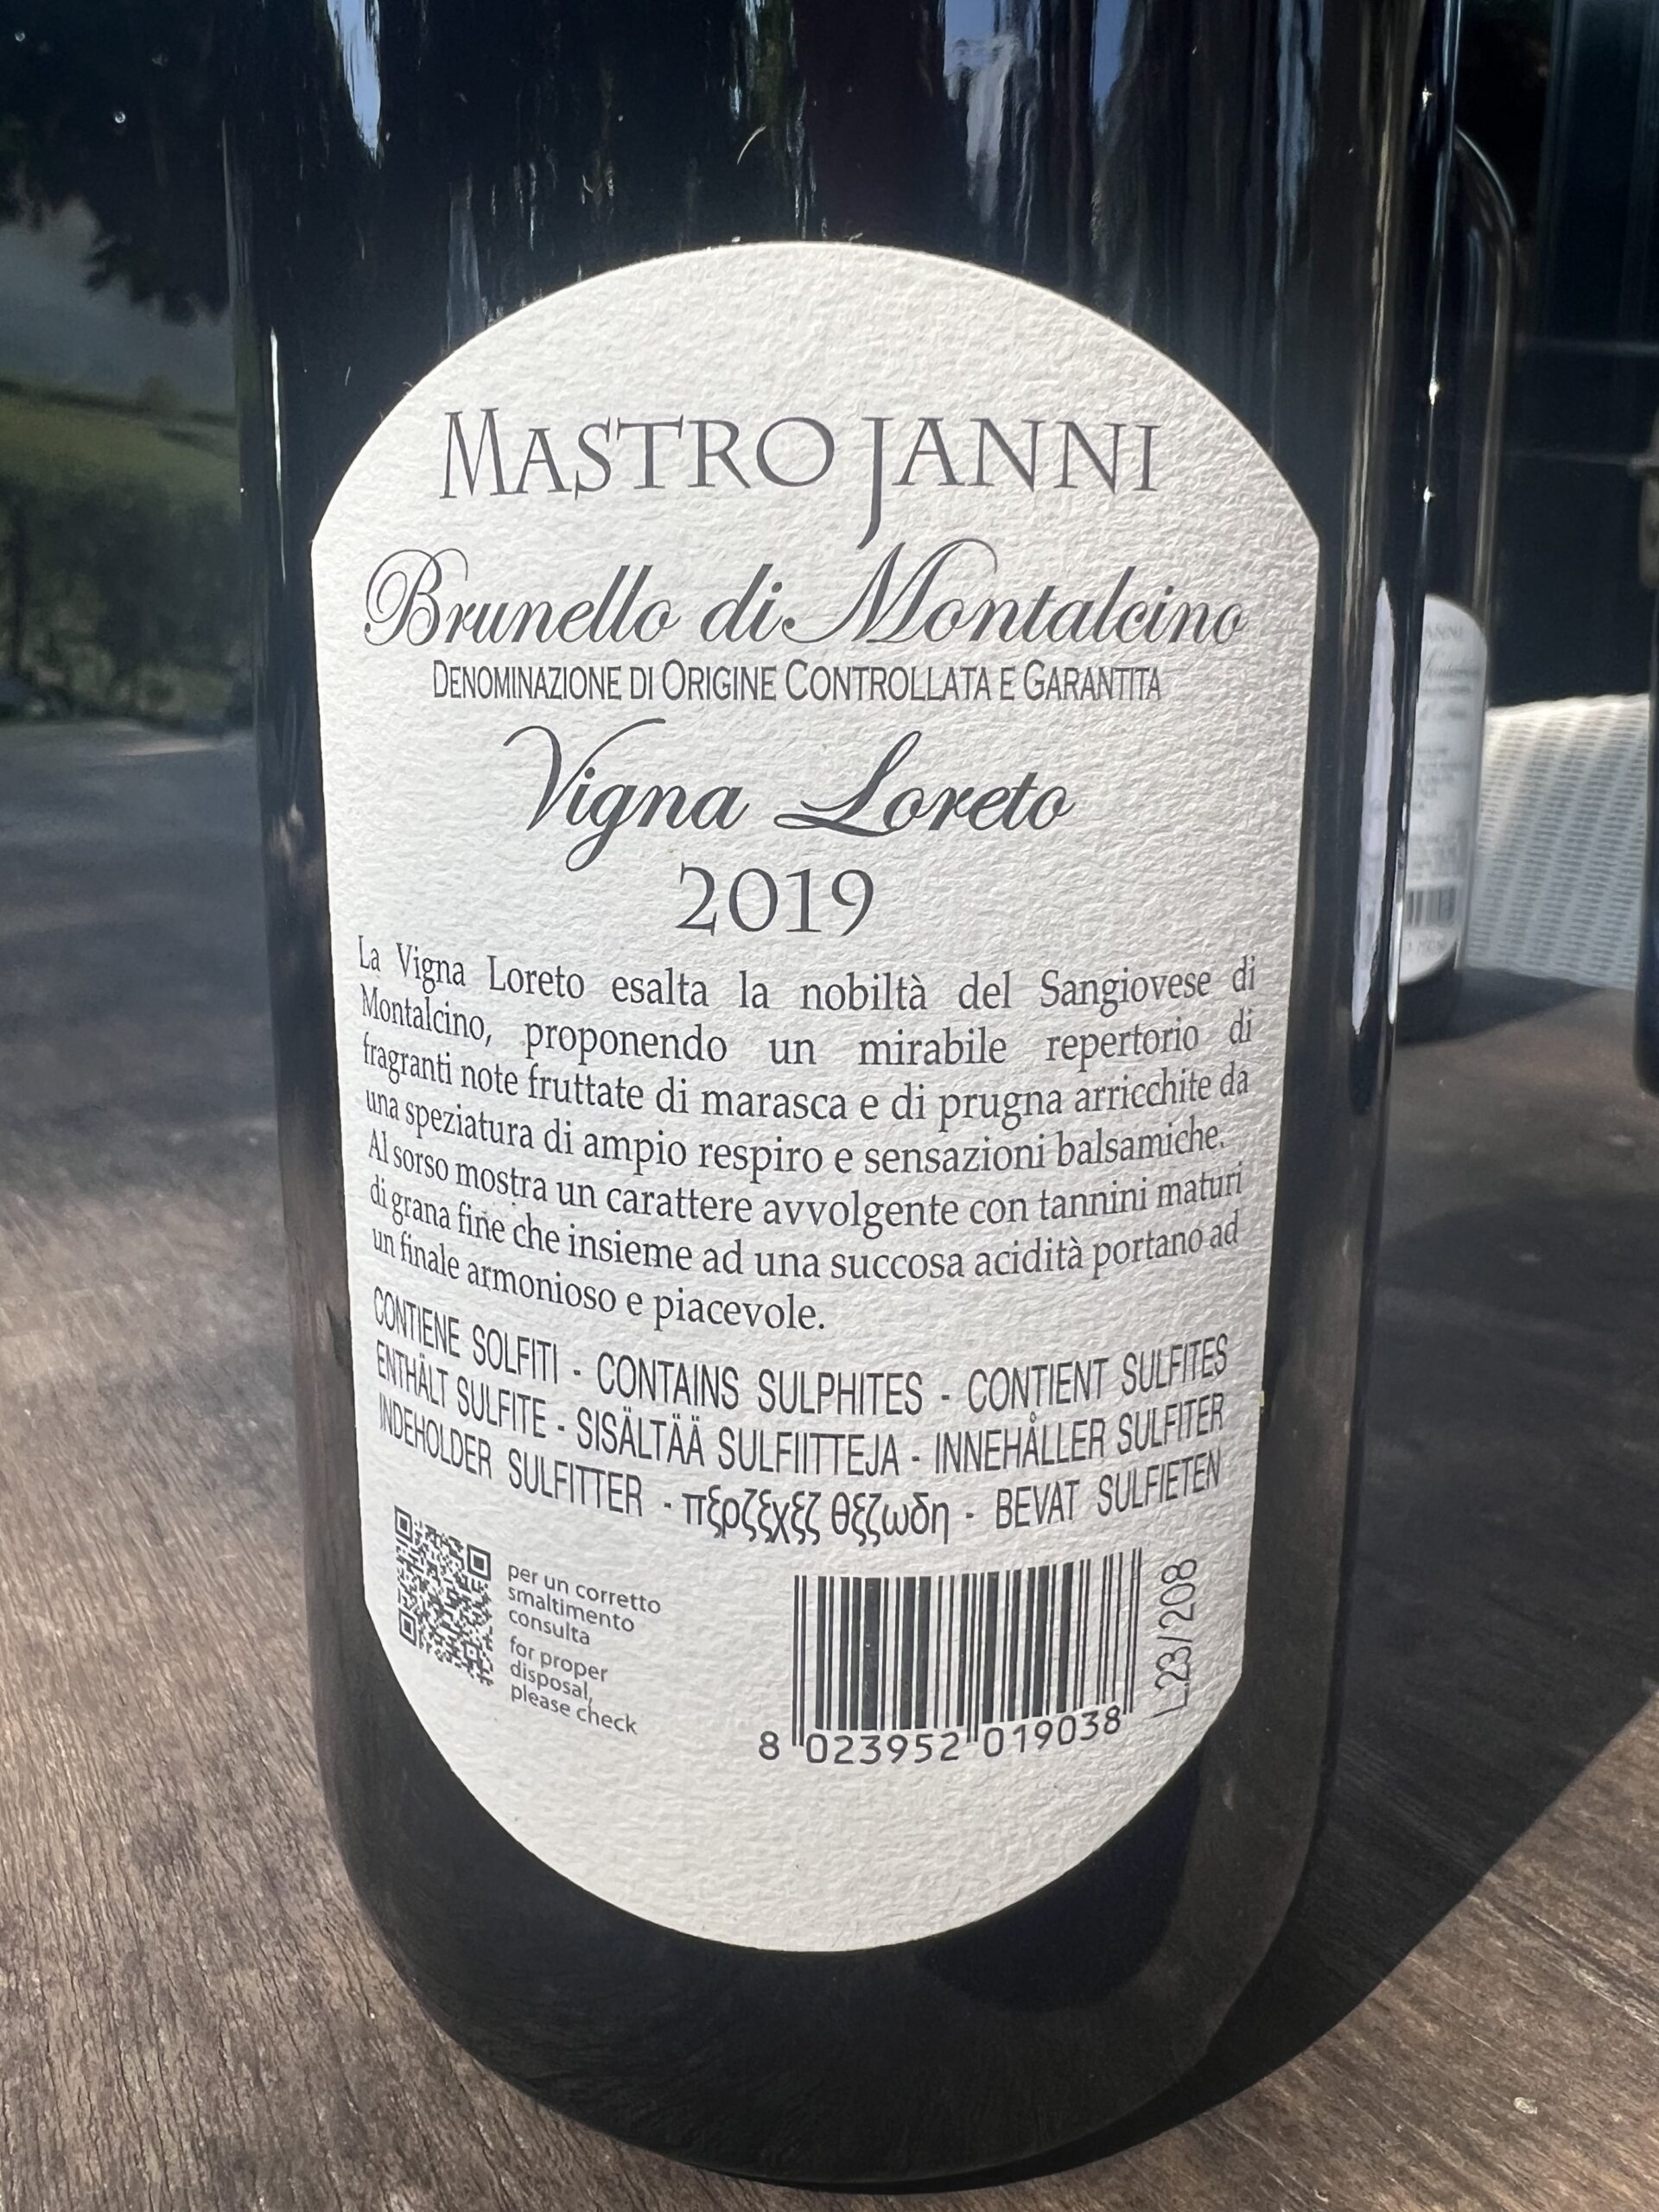 MASTROJANNI
Brunello di Montalcino
DENOMINAZIONE DI ORIGINE CONTROLLATA E GARANTITA
Vigna Loreto
2019
La Vigna Loreto esalta la nobiltà del Sangiovese di
Montalcino, proponendo un mirabile repertorio di
fragranti note fruttate di marasca e di prugna arricchite da
una speziatura di ampio respiro e sensazioni balsamiche.
Al sorso mostra un carattere avvolgente con tannini maturi
di grana fine che insieme ad una succosa acidità portano ad
un finale armonioso e piacevole.
CONTIENE SOLFITI - CONTAINS SULPHITES - CONTIENT SULFITES
ENTHÄLT SULFITE - SISÄLTÄÄ SULFIITTEJA - INNEHÅLLER SULFITER
INDEHOLDER SULFITTER - πξρζξχξζ θξζωδη - BEVAT SULFIETEN
per un corretto
smaltimento
consulta
for proper
disposal,
please check
8 023952 019038
L 23/208